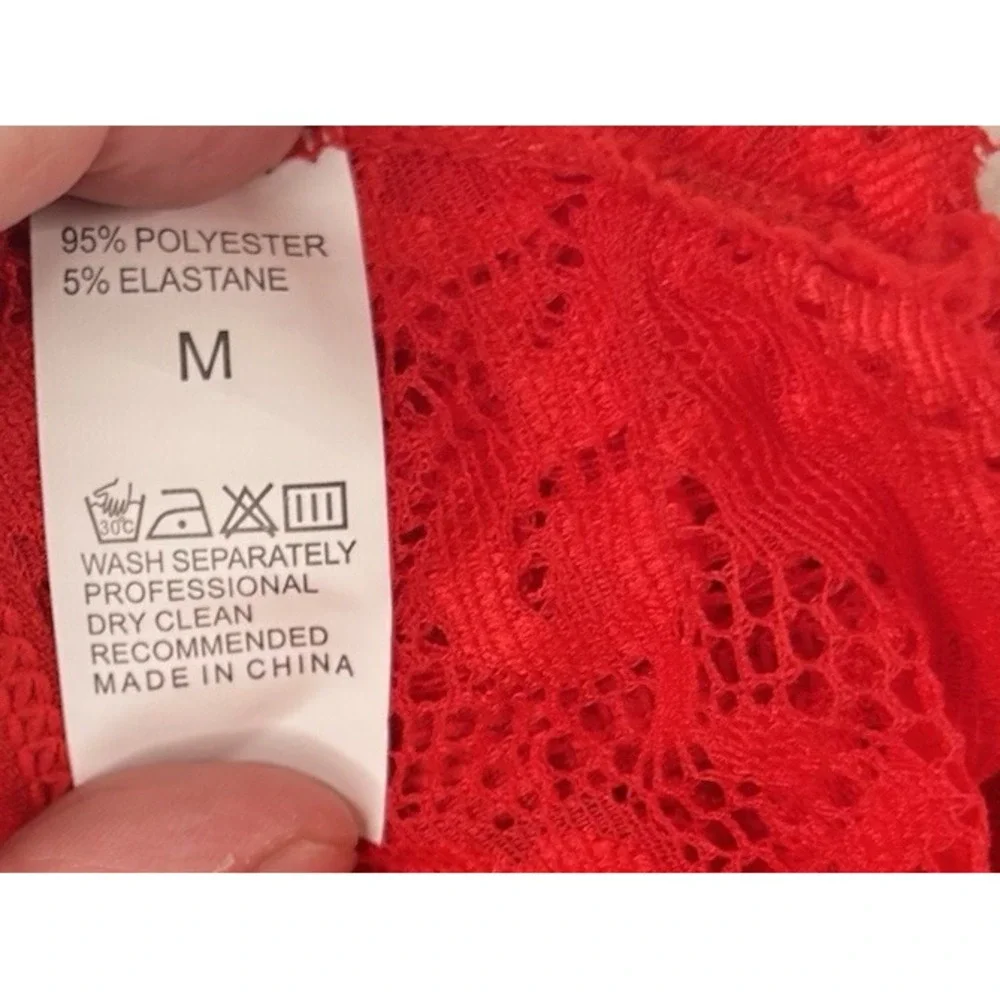 95% POLYESTER
5% ELASTANE
M
30℃
WASH SEPARATELY
PROFESSIONAL
DRY CLEAN
RECOMMENDED
MADE IN CHINA